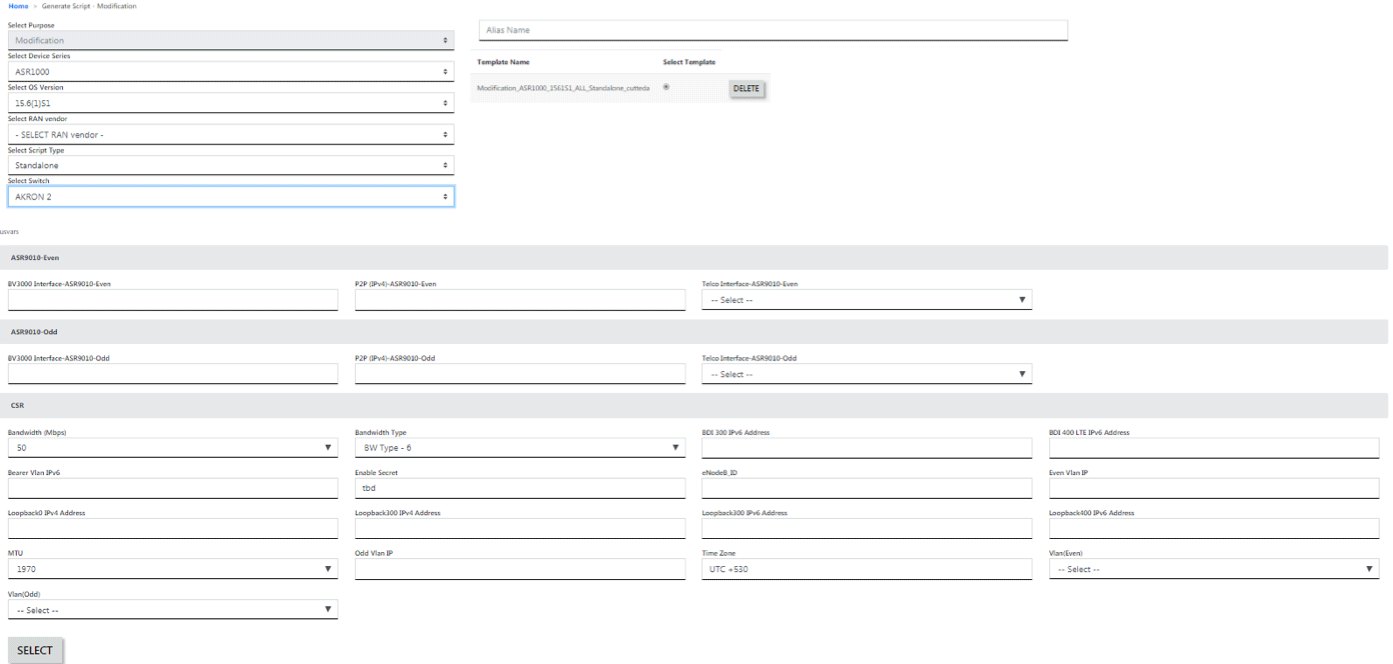 Home > Generate Script - Modification
Select Purpose
Modification
Select Device Series
ASR1000
Select OS Version
15.6(1)S1
Select RAN vendor
- SELECT RAN vendor -
Select Script Type
Standalone
Select Switch
AKRON 2
Alias Name
Template Name Select Template
Modification_ASR1000_1561S1_ALL_Standalone_cutteda DELETE
usvars
ASR9010-Even
BV3000 Interface-ASR9010-Even P2P (IPv4)-ASR9010-Even Telco Interface-ASR9010-Even
-- Select --
ASR9010-Odd
BV3000 Interface-ASR9010-Odd P2P (IPv4)-ASR9010-Odd Telco Interface-ASR9010-Odd
-- Select --
CSR
Bandwidth (Mbps) Bandwidth Type BDI 300 IPv6 Address BDI 400 LTE IPv6 Address
50 BW Type - 6
Bearer Vlan IPv6 Enable Secret eNodeB_ID Even Vlan IP
tbd
Loopback0 IPv4 Address Loopback300 IPv4 Address Loopback300 IPv6 Address Loopback400 IPv6 Address
MTU Odd Vlan IP Time Zone Vlan(Even)
1970 UTC +530 -- Select --
Vlan(Odd)
-- Select --
SELECT